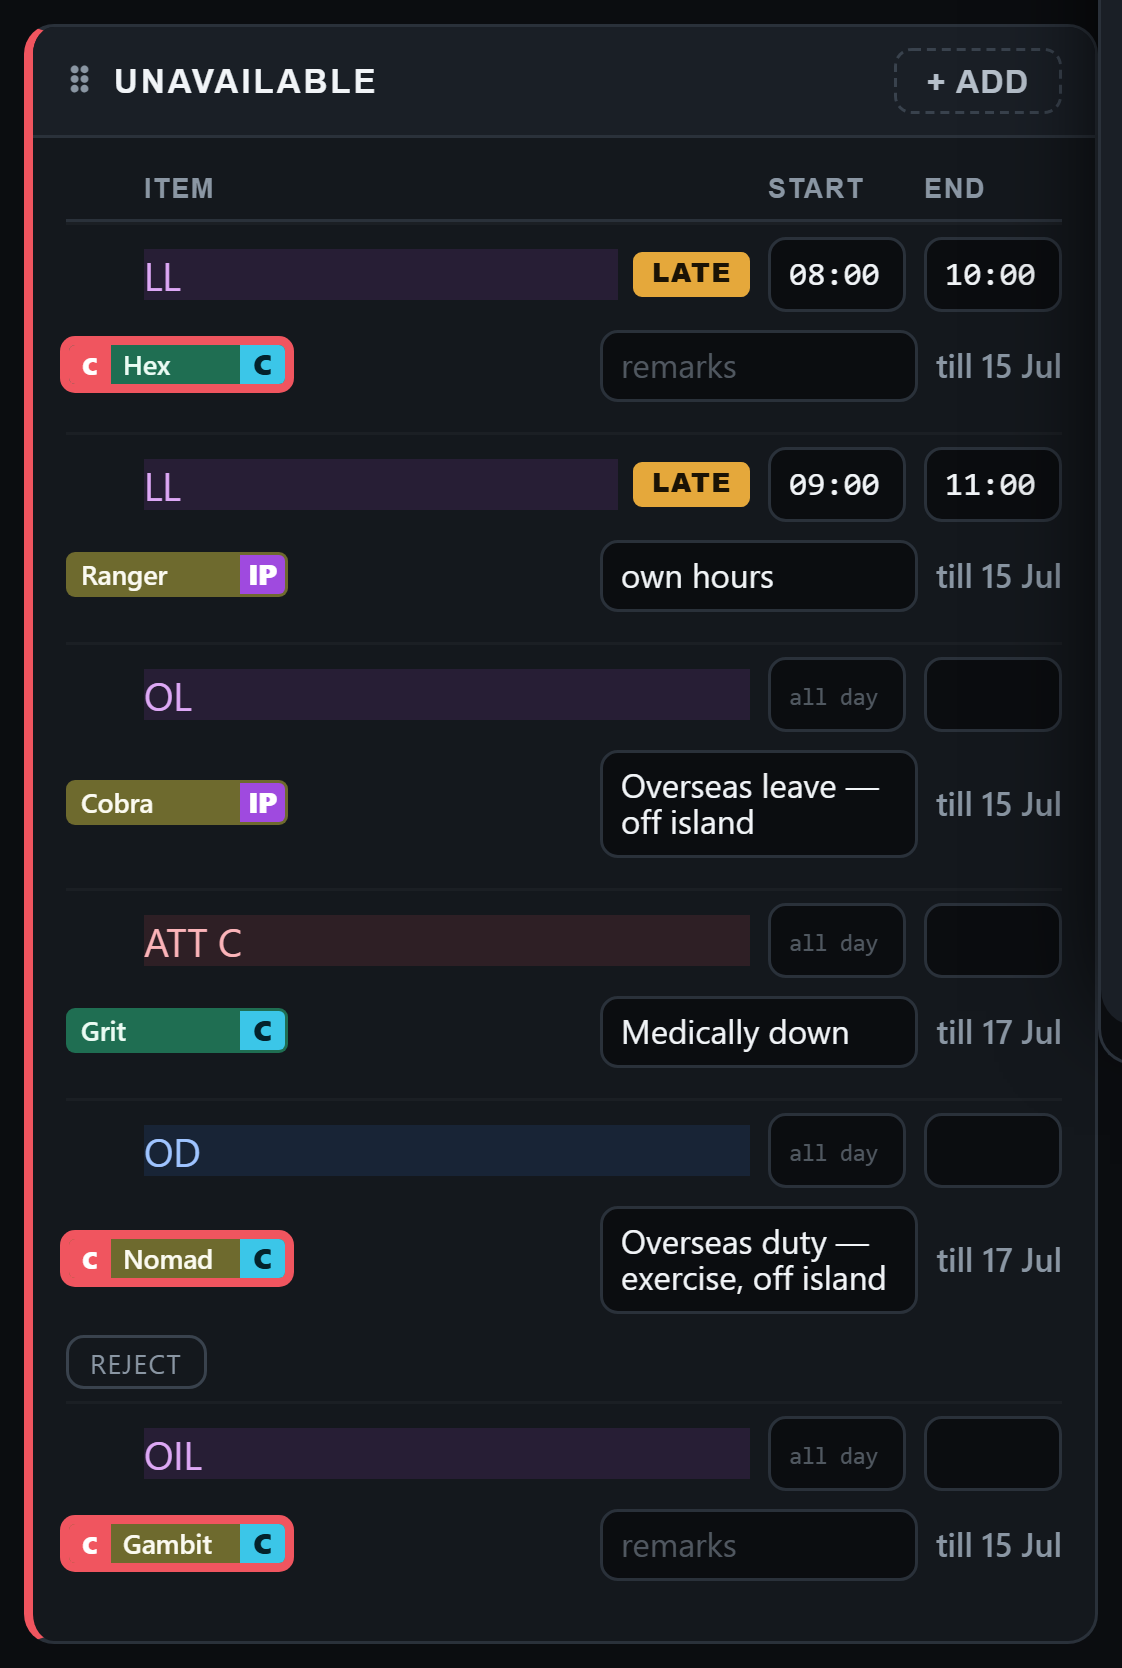 UNAVAILABLE
+ ADD
ITEM START END
LL LATE 08:00 10:00
C Hex C remarks till 15 Jul
LL LATE 09:00 11:00
Ranger IP own hours till 15 Jul
OL all day
Cobra IP Overseas leave —
off island till 15 Jul
ATT C all day
Grit C Medically down till 17 Jul
OD all day
C Nomad C Overseas duty —
exercise, off island till 17 Jul
REJECT
OIL all day
C Gambit C remarks till 15 Jul